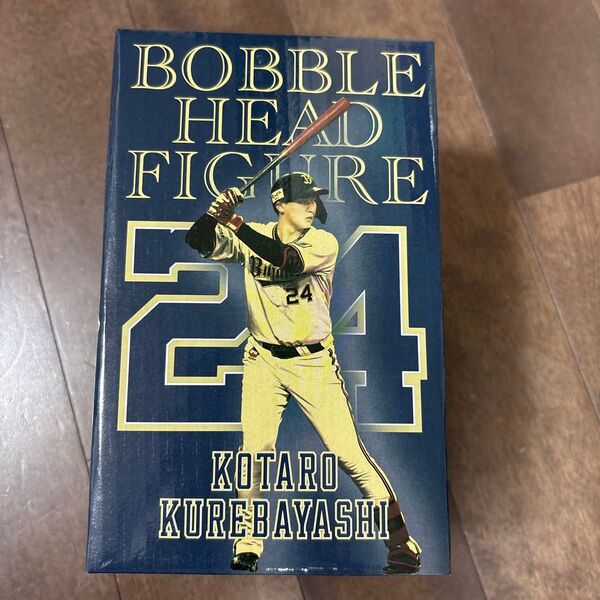 BOBBLE
HEAD
FIGURE
24
24
KOTARO
KUREBAYASHI